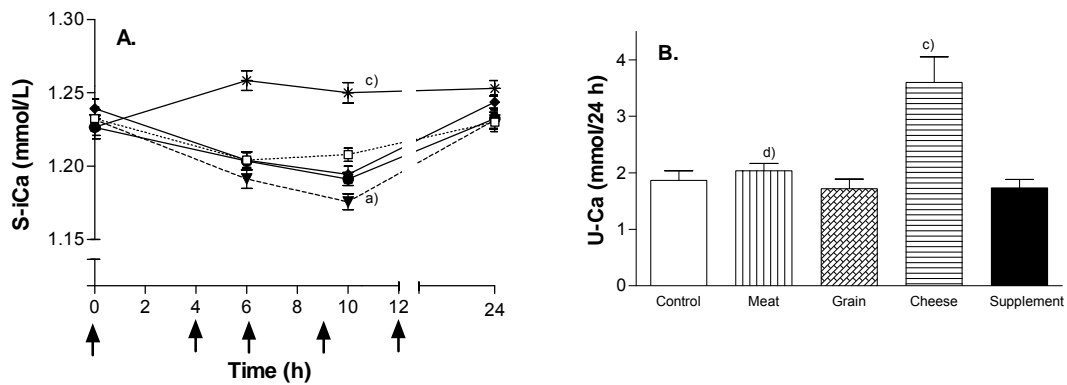 A.
S-iCa (mmol/L)
1.30
1.25
1.20
1.15
c)
a)
0 2 4 6 8 10 12 24
Time (h)
B.
U-Ca (mmol/24 h)
4
3
2
1
0
d)
c)
Control Meat Grain Cheese Supplement